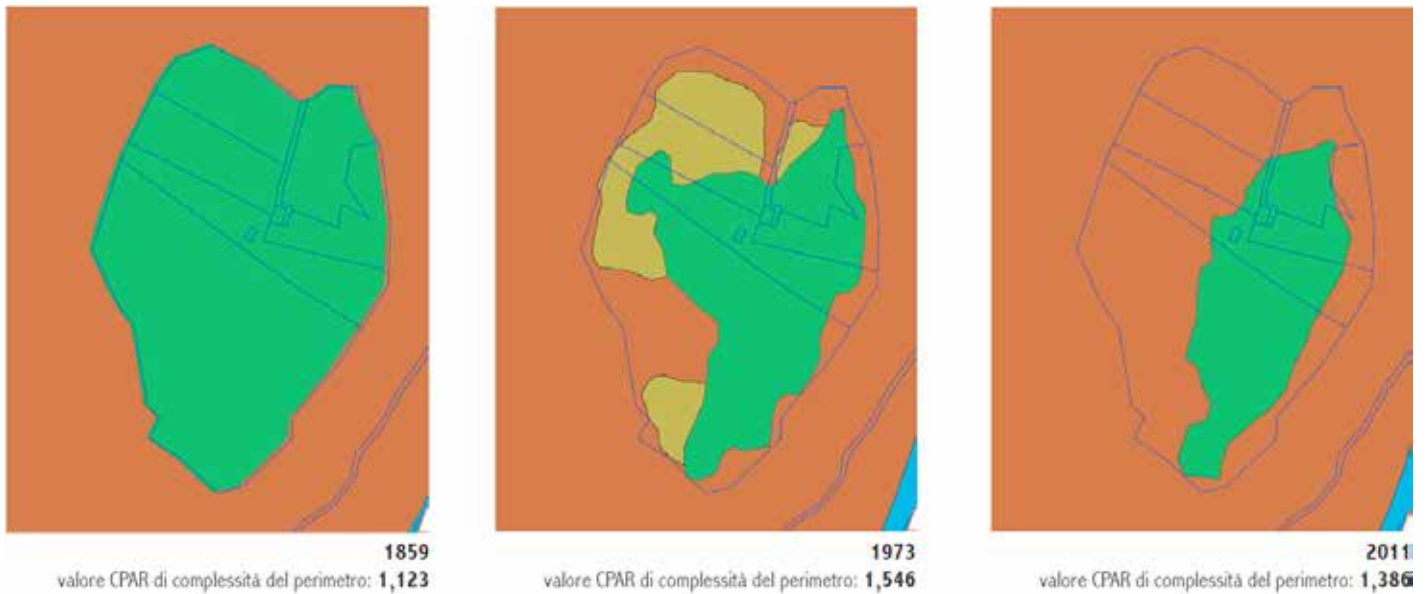 1859
valore CPAR di complessità del perimetro: 1,123
1973
valore CPAR di complessità del perimetro: 1,546
2011
valore CPAR di complessità del perimetro: 1,386